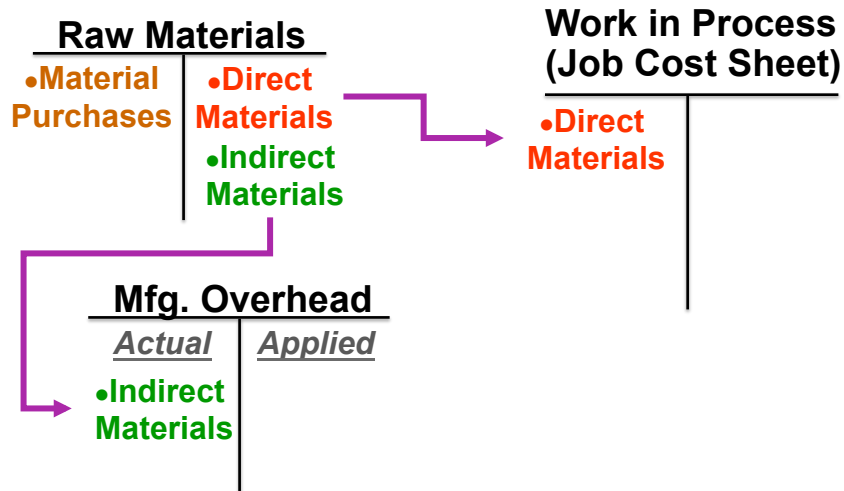 Raw Materials
•Material
Purchases
•Direct
Materials
•Indirect
Materials
Work in Process
(Job Cost Sheet)
•Direct
Materials
Mfg. Overhead
Actual Applied
•Indirect
Materials